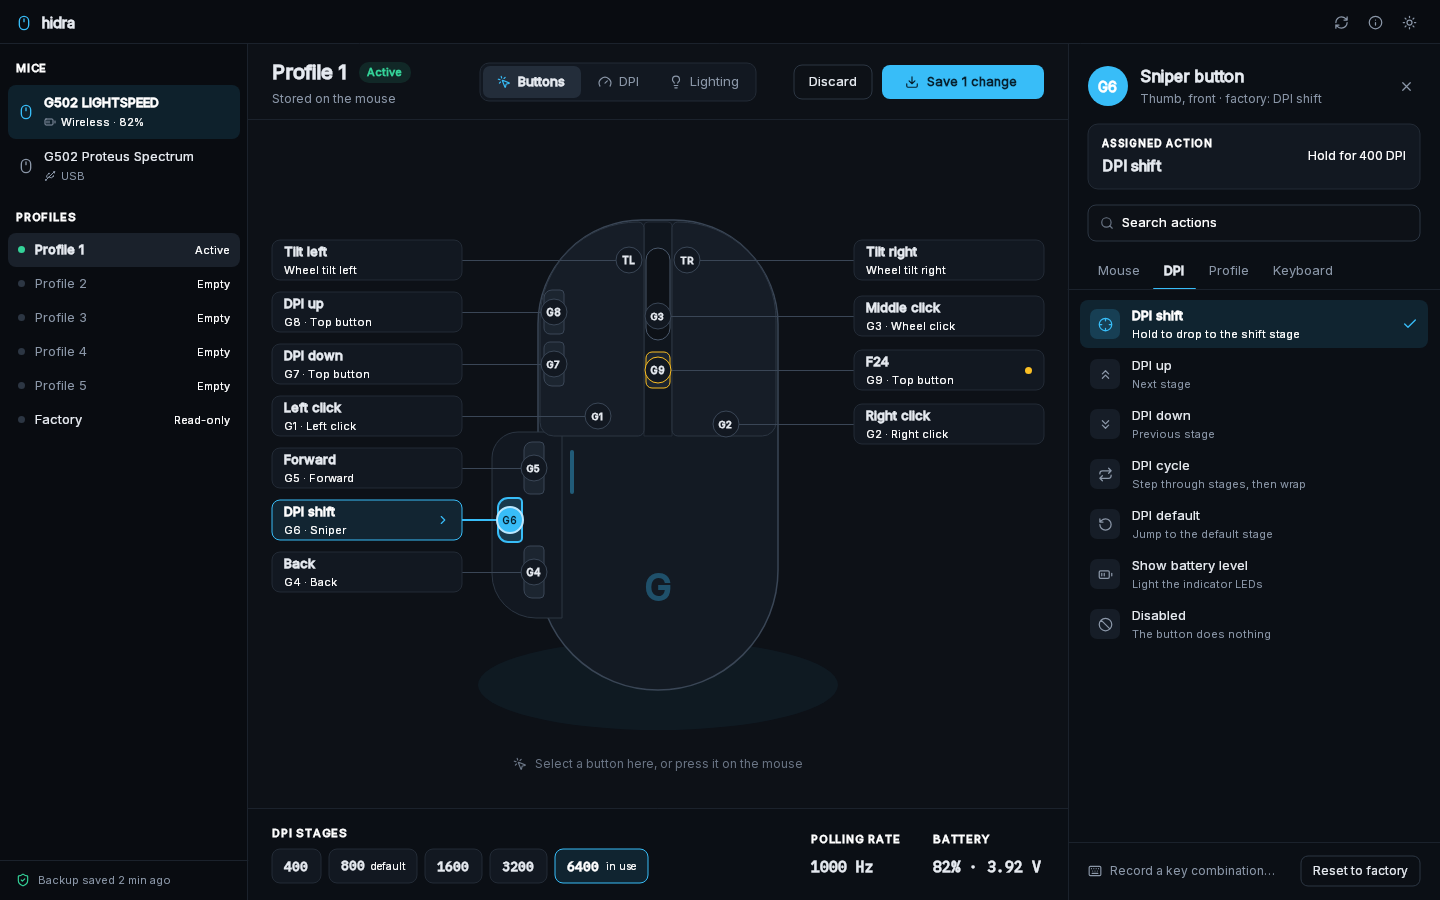 hidra
MICE
G502 LIGHTSPEED
Wireless · 82%
G502 Proteus Spectrum
USB
PROFILES
Profile 1 Active
Profile 2 Empty
Profile 3 Empty
Profile 4 Empty
Profile 5 Empty
Factory Read-only
Backup saved 2 min ago
Profile 1 Active
Stored on the mouse
Buttons DPI Lighting
Discard
Save 1 change
Tilt left
Wheel tilt left
DPI up
G8 · Top button
DPI down
G7 · Top button
Left click
G1 · Left click
Forward
G5 · Forward
DPI shift
G6 · Sniper
Back
G4 · Back
TL
TR
G8
G3
G7
G9
G1
G2
G5
G6
G4
G
Tilt right
Wheel tilt right
Middle click
G3 · Wheel click
F24
G9 · Top button
Right click
G2 · Right click
Select a button here, or press it on the mouse
DPI STAGES
400
800 default
1600
3200
6400 in use
POLLING RATE
1000 Hz
BATTERY
82% · 3.92 V
G6
Sniper button
Thumb, front · factory: DPI shift
ASSIGNED ACTION
DPI shift
Hold for 400 DPI
Search actions
Mouse DPI Profile Keyboard
DPI shift
Hold to drop to the shift stage
DPI up
Next stage
DPI down
Previous stage
DPI cycle
Step through stages, then wrap
DPI default
Jump to the default stage
Show battery level
Light the indicator LEDs
Disabled
The button does nothing
Record a key combination...
Reset to factory